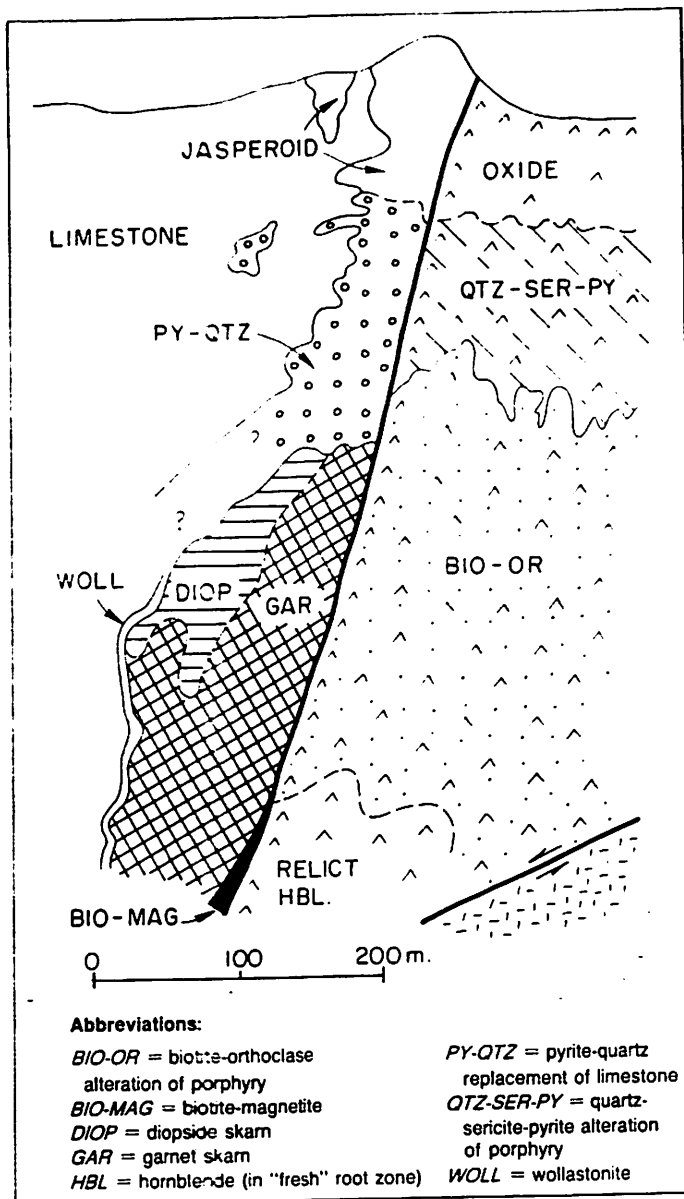 JASPEROID
OXIDE
LIMESTONE
QTZ-SER-PY
PY-QTZ
?
?
BIO-OR
WOLL
DIOP
GAR
RELICT
HBL.
BIO-MAG
0 100 200 m.
Abbreviations:
BIO-OR = biotite-orthoclase
alteration of porphyry
BIO-MAG = biotite-magnetite
DIOP = diopside skarn
GAR = garnet skarn
HBL = hornblende (in "fresh" root zone)
PY-QTZ = pyrite-quartz
replacement of limestone
QTZ-SER-PY = quartz-
sericite-pyrite alteration
of porphyry
WOLL = wollastonite